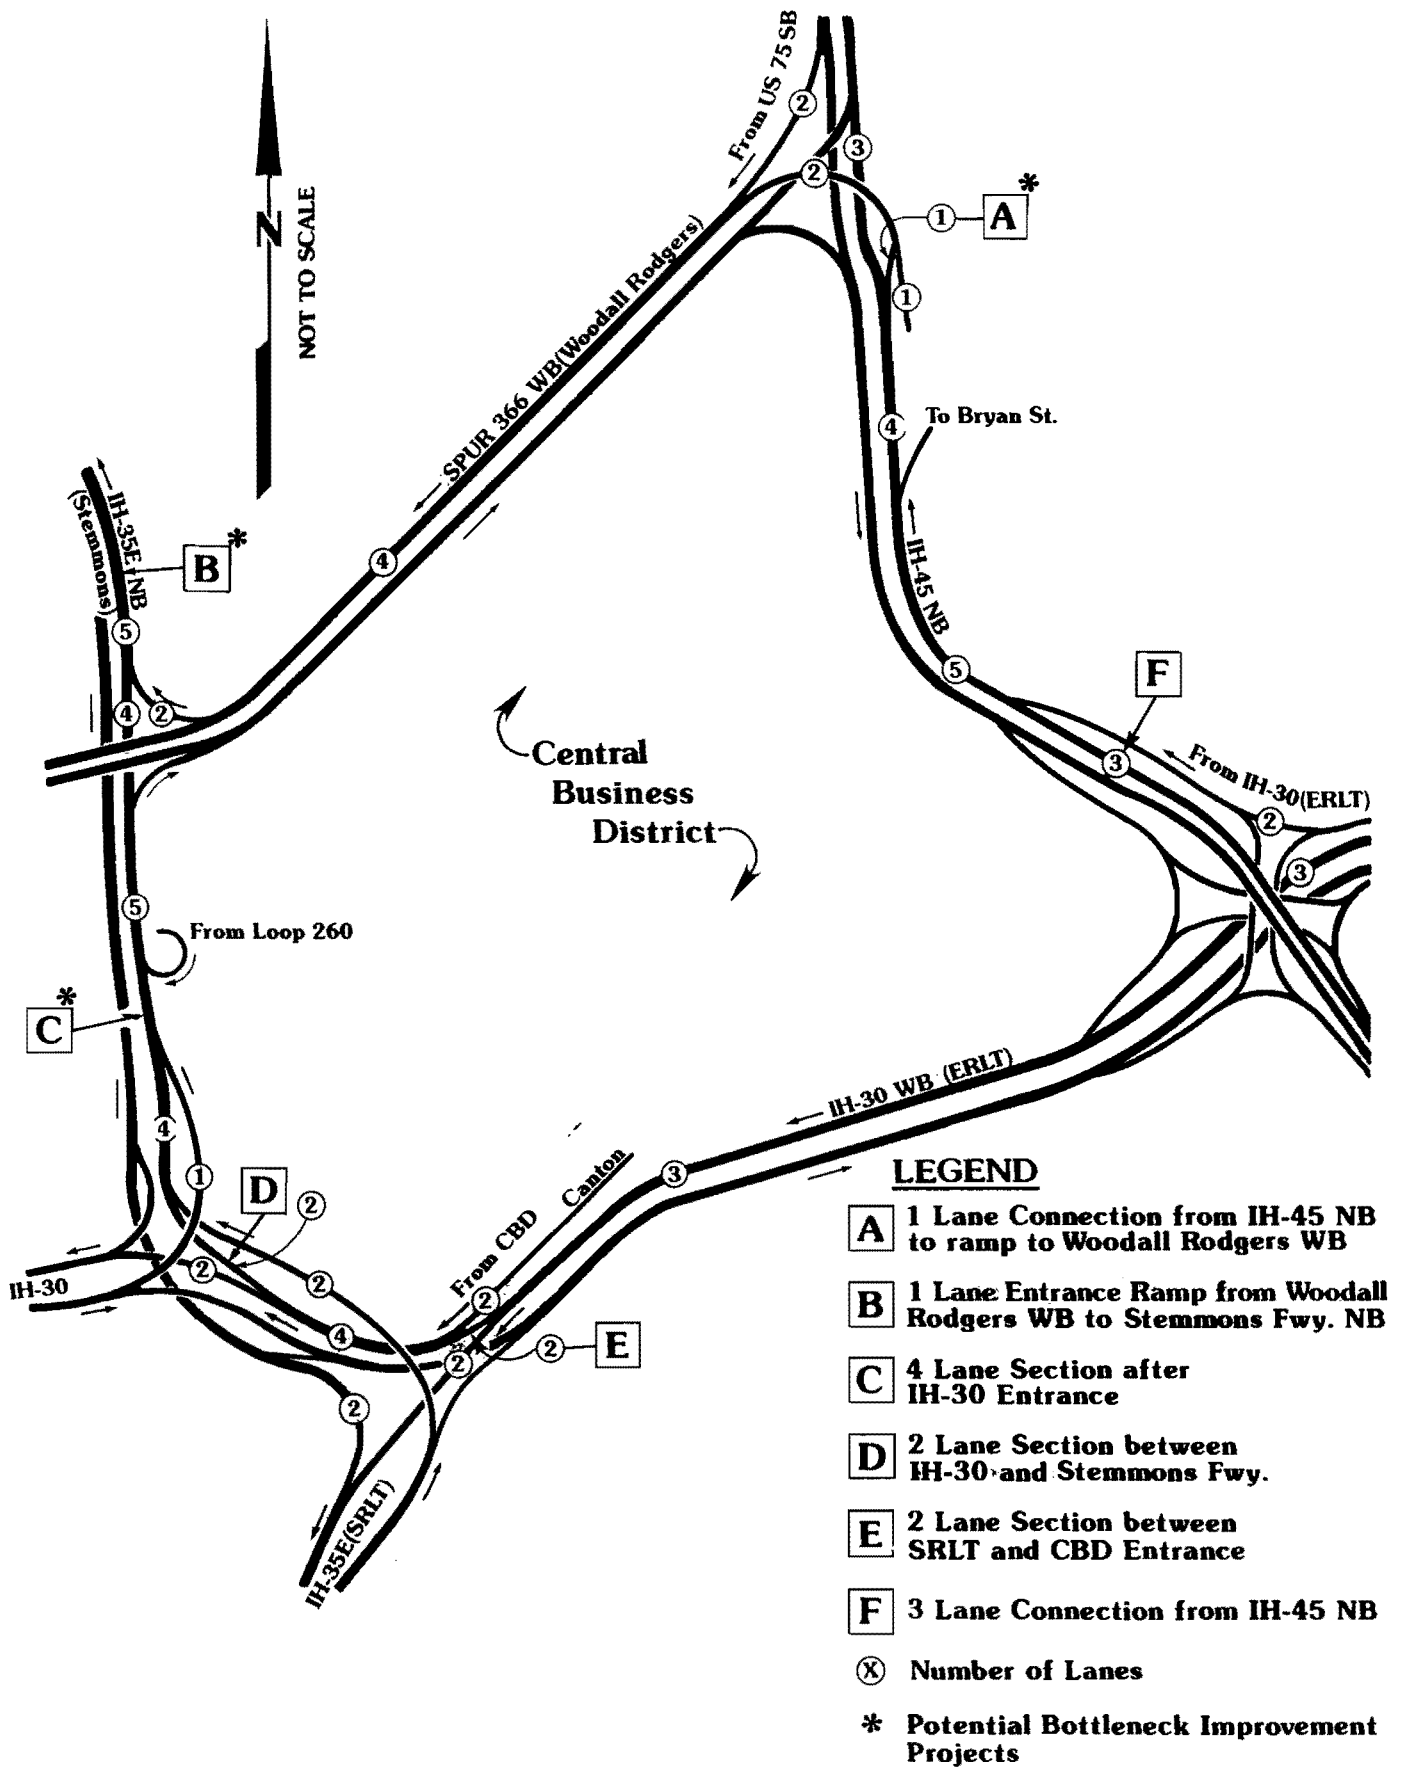 From US 75 SB
2
3
2
1
A
*
1
N
NOT TO SCALE
SPUR 366 WB(Woodall Rodgers)
4
To Bryan St.
IH-35E NB
(Stemmons)
B
*
4
IH-45 NB
5
5
F
4
2
3
From IH-30(ERLT)
2
3
Central
Business
District
5
From Loop 260
C
*
IH-30 WB (ERLT)
4
1
D
2
From CBD
Canton
3
2
2
IH-30
2
4
2
2
E
2
2
IH-35E(SRLT)
LEGEND
A 1 Lane Connection from IH-45 NB
to ramp to Woodall Rodgers WB
B 1 Lane Entrance Ramp from Woodall
Rodgers WB to Stemmons Fwy. NB
C 4 Lane Section after
IH-30 Entrance
D 2 Lane Section between
IH-30 and Stemmons Fwy.
E 2 Lane Section between
SRLT and CBD Entrance
F 3 Lane Connection from IH-45 NB
X Number of Lanes
* Potential Bottleneck Improvement
Projects